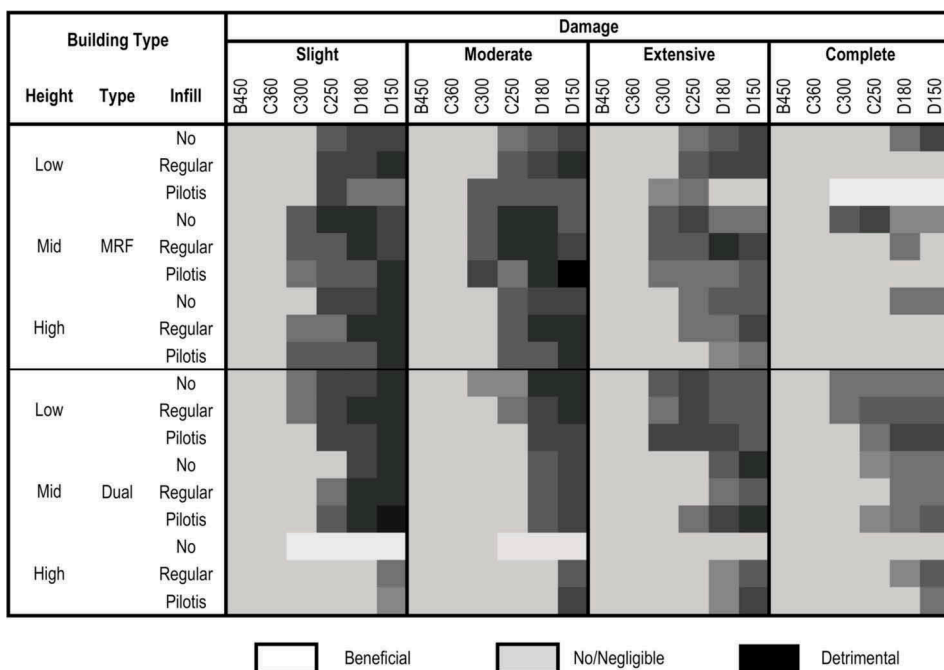 Building Type Damage
Slight Moderate Extensive Complete
Height Type Infill B450 C360 C300 C250 D180 D150 B450 C360 C300 C250 D180 D150 B450 C360 C300 C250 D180 D150 B450 C360 C300 C250 D180 D150
No
Low Regular
Pilotis
No
Mid MRF Regular
Pilotis
No
High Regular
Pilotis
No
Low Regular
Pilotis
No
Mid Dual Regular
Pilotis
No
High Regular
Pilotis
Beneficial No/Negligible Detrimental